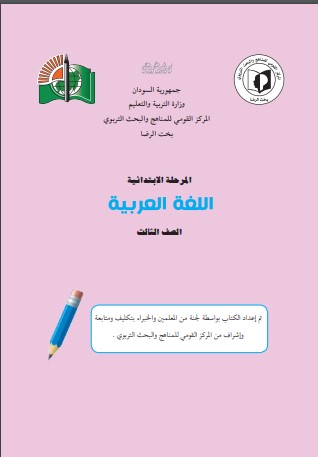 جمهورية السودان
وزارة التربية والتعليم
المركز القومي للمناهج والبحث التربوي
بخت الرضا
المرحلة الابتدائية
اللغة العربية
الصف الثالث
تم إعداد الكتاب بواسطة لجنة من المعلمين والخبراء بتكليف ومتابعة
وإشراف من المركز القومي للمناهج والبحث التربوي .